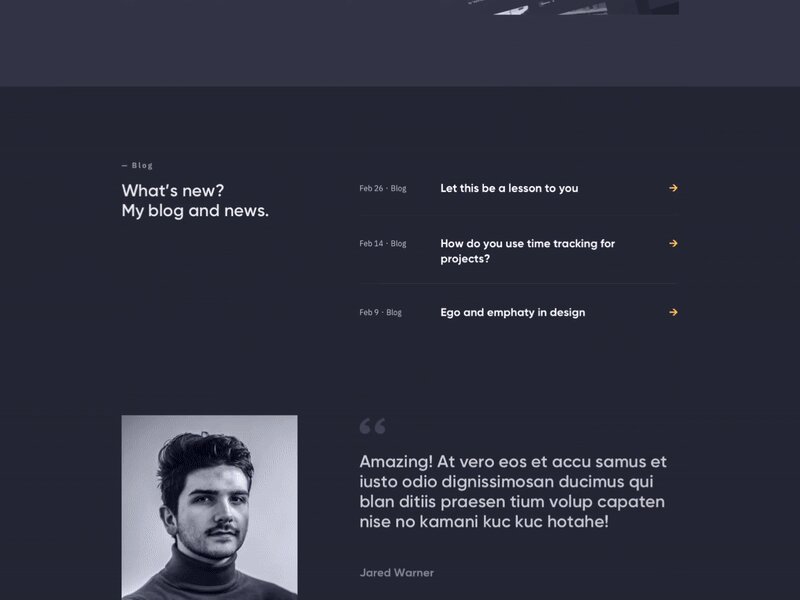 — Blog
What's new?
My blog and news.
Feb 26 · Blog
Let this be a lesson to you
→
Feb 14 · Blog
How do you use time tracking for
projects?
→
Feb 9 · Blog
Ego and emphaty in design
→
“
Amazing! At vero eos et accu samus et
iusto odio dignissimosan ducimus qui
blan ditiis praesen tium volup capaten
nise no kamani kuc kuc hotahe!
Jared Warner